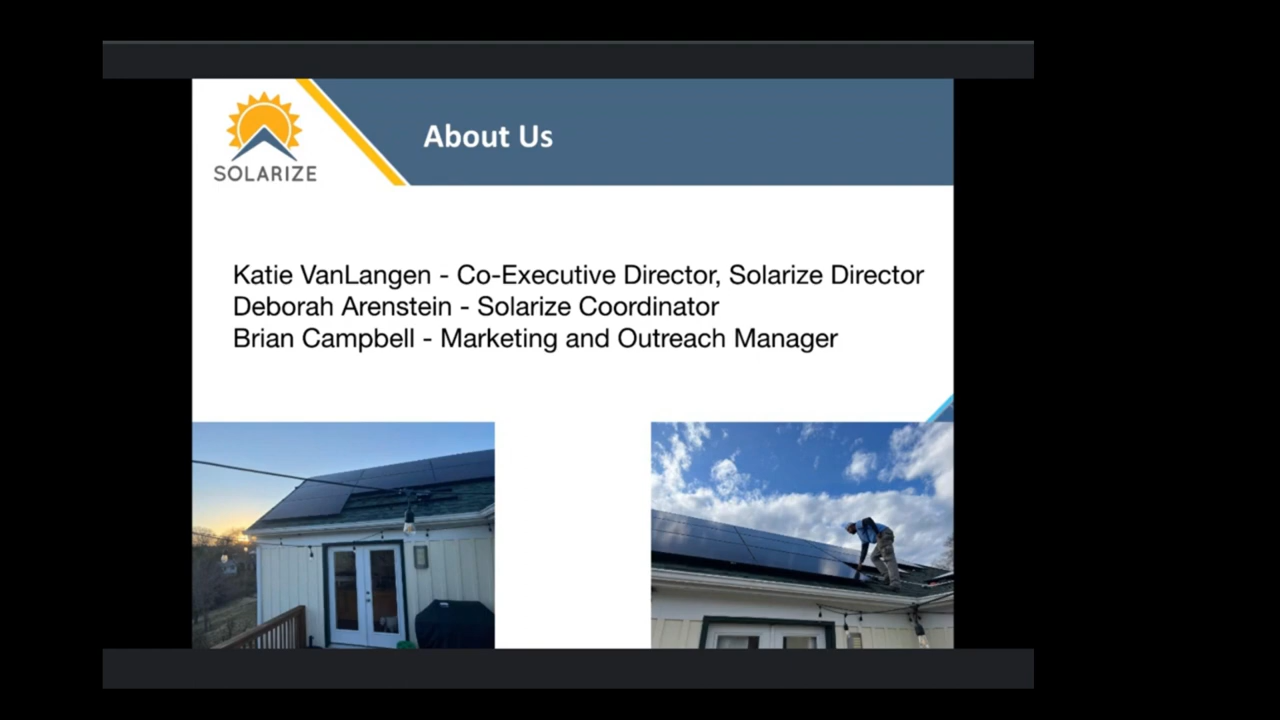 SOLARIZE
About Us
Katie VanLangen - Co-Executive Director, Solarize Director
Deborah Arenstein - Solarize Coordinator
Brian Campbell - Marketing and Outreach Manager